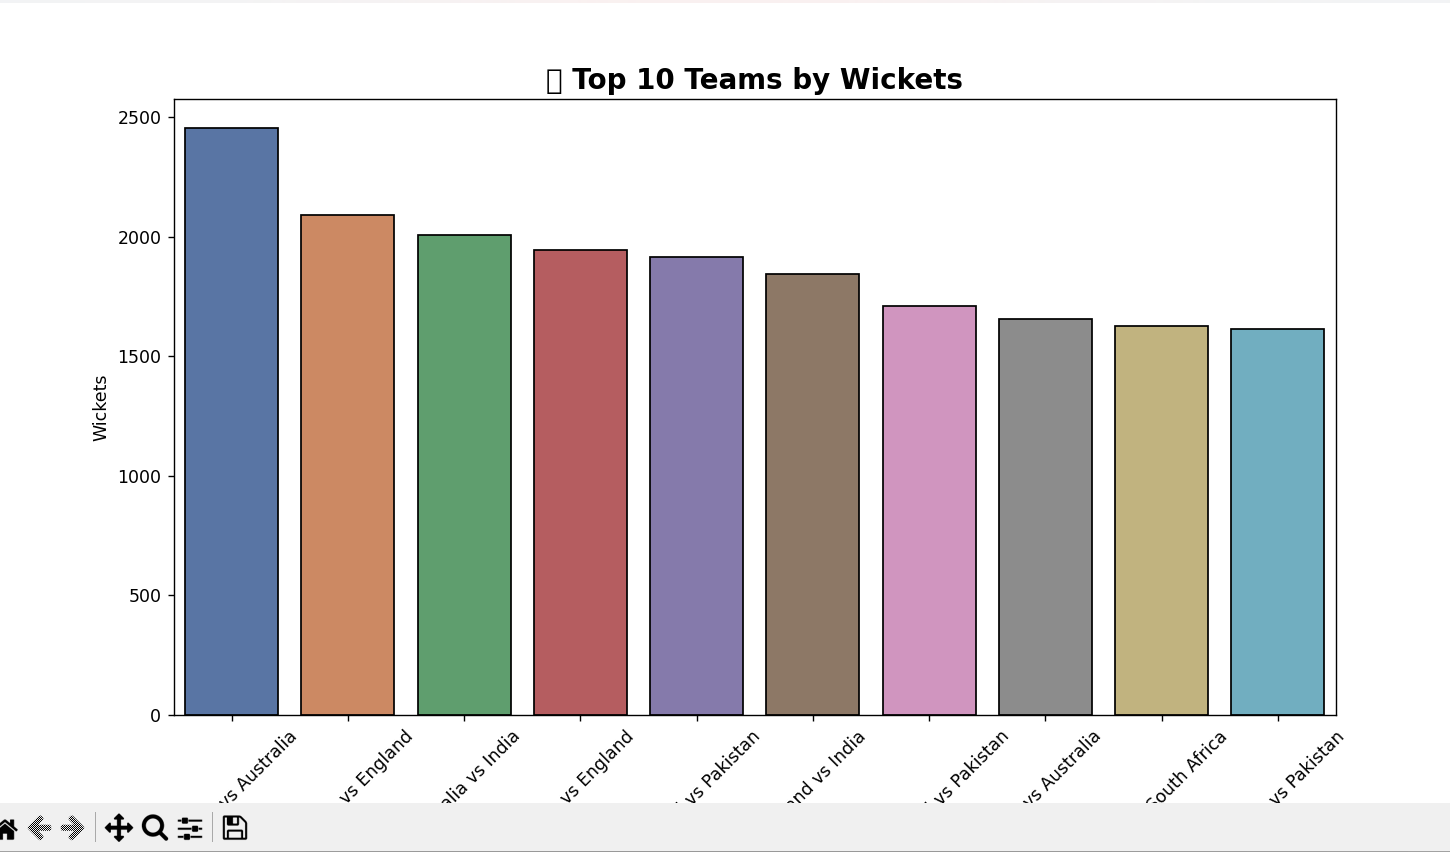 Top 10 Teams by Wickets
2500
2000
1500
1000
500
0
Wickets
vs Australia
vs England
alia vs India
vs England
vs Pakistan
nd vs India
vs Pakistan
vs Australia
South Africa
vs Pakistan